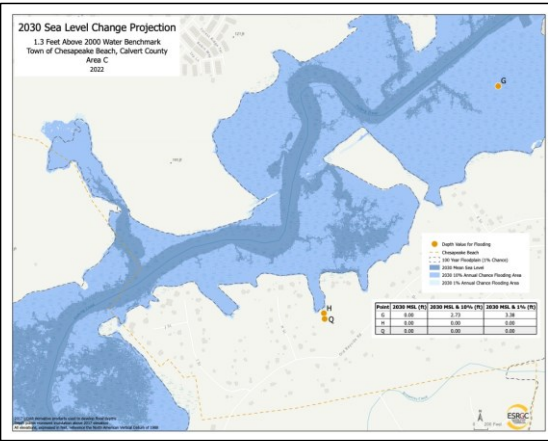 2030 Sea Level Change Projection
1.3 Feet Above 2000 Water Benchmark
Town of Chesapeake Beach, Calvert County
Area C
2022
G
Depth Value for Flooding
Chesapeake Beach
100 Year Floodplain (1% Chance)
2030 Mean Sea Level
2030 10% Annual Chance Flooding Area
2030 1% Annual Chance Flooding Area
H
Q
Point 2030 MSL (ft) 2030 MSL & 10% (ft) 2030 MSL & 1% (ft)
G 0.00 2.73 3.38
H 0.00 0.00 0.00
Q 0.00 0.00 0.00
ESRGC